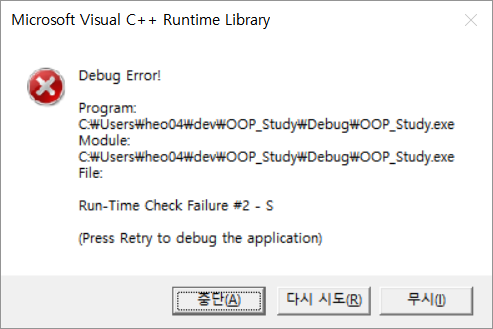 Microsoft Visual C++ Runtime Library
Debug Error!
Program:
C:₩Users₩heo04₩dev₩OOP_Study₩Debug₩OOP_Study.exe
Module:
C:₩Users₩heo04₩dev₩OOP_Study₩Debug₩OOP_Study.exe
File:
Run-Time Check Failure #2 - S
(Press Retry to debug the application)
중단(A) 다시 시도(R) 무시(I)